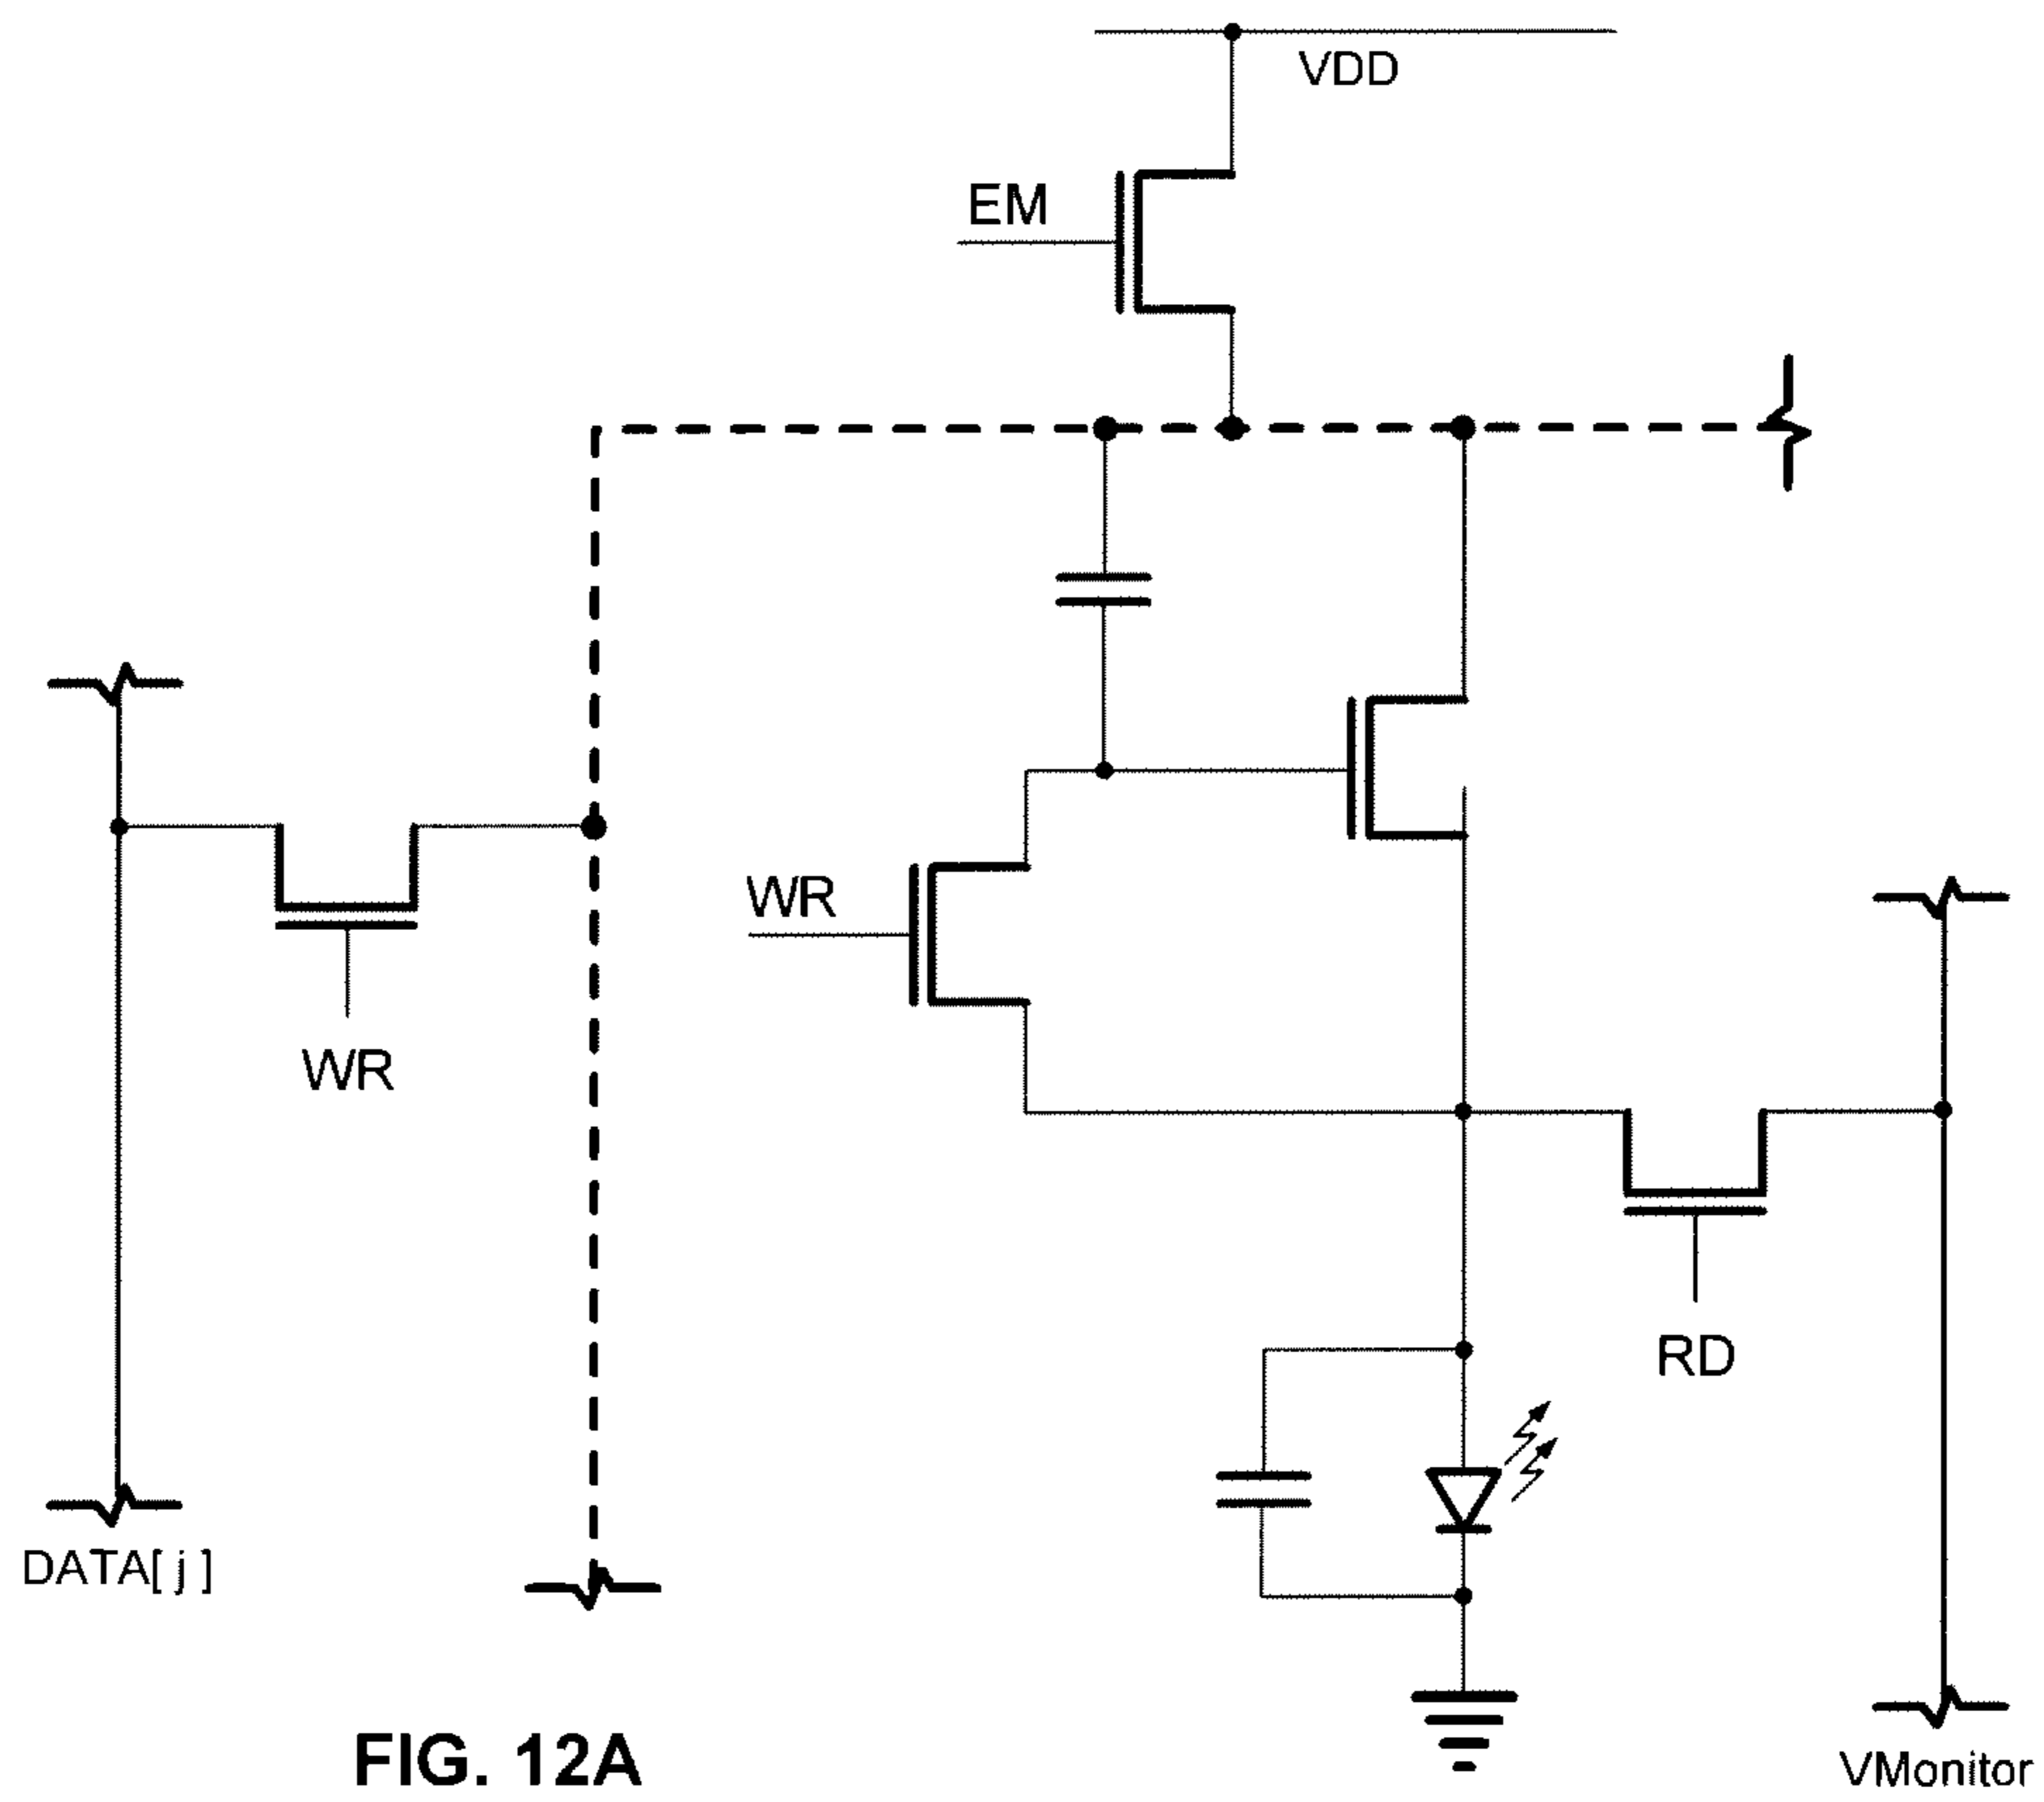 VDD
EM
WR
WR
RD
DATA[ j ]
FIG. 12A
VMonitor